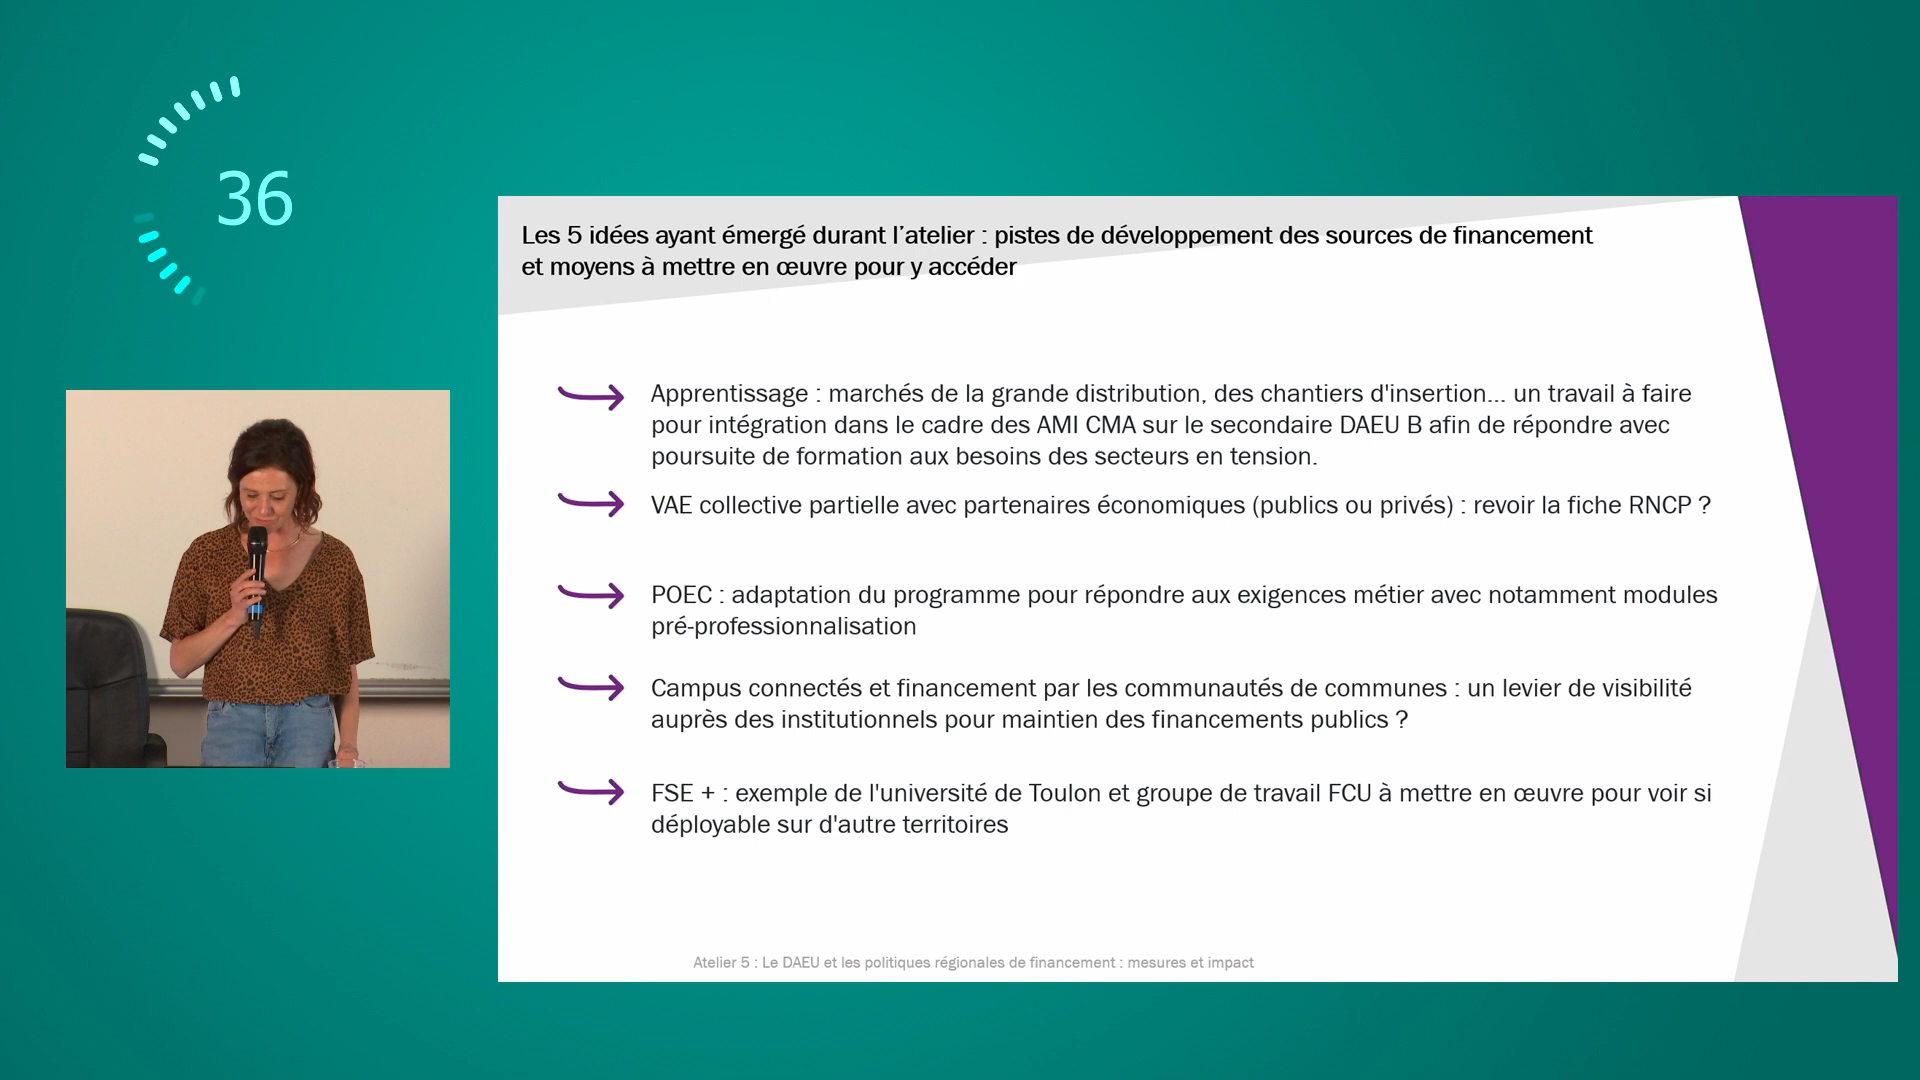 36
Les 5 idées ayant émergé durant l’atelier : pistes de développement des sources de financement
et moyens à mettre en œuvre pour y accéder
Apprentissage : marchés de la grande distribution, des chantiers d'insertion... un travail à faire
pour intégration dans le cadre des AMI CMA sur le secondaire DAEU B afin de répondre avec
poursuite de formation aux besoins des secteurs en tension.
VAE collective partielle avec partenaires économiques (publics ou privés) : revoir la fiche RNCP ?
POEC : adaptation du programme pour répondre aux exigences métier avec notamment modules
pré-professionnalisation
Campus connectés et financement par les communautés de communes : un levier de visibilité
auprès des institutionnels pour maintien des financements publics ?
FSE + : exemple de l'université de Toulon et groupe de travail FCU à mettre en œuvre pour voir si
déployable sur d'autre territoires
Atelier 5 : Le DAEU et les politiques régionales de financement : mesures et impact